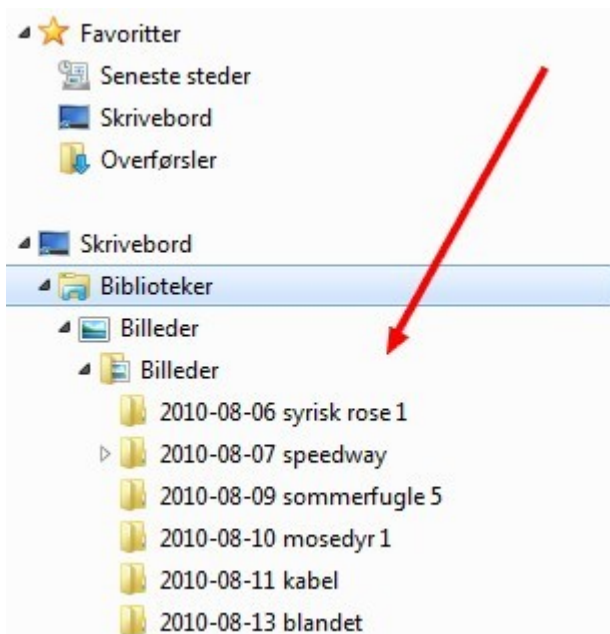 Favoritter
Seneste steder
Skrivebord
Overførsler
Skrivebord
Biblioteker
Billeder
Billeder
2010-08-06 syrisk rose 1
2010-08-07 speedway
2010-08-09 sommerfugle 5
2010-08-10 mosedyr 1
2010-08-11 kabel
2010-08-13 blandet